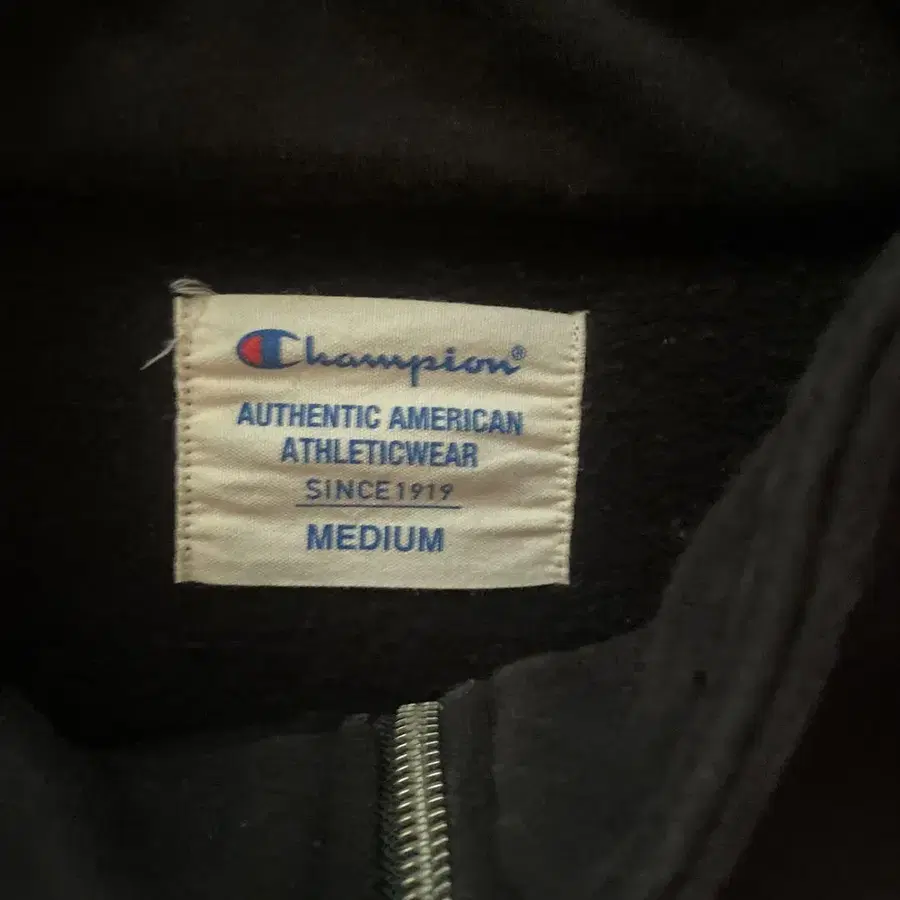 Champion®
AUTHENTIC AMERICAN
ATHLETICWEAR
SINCE 1919
MEDIUM